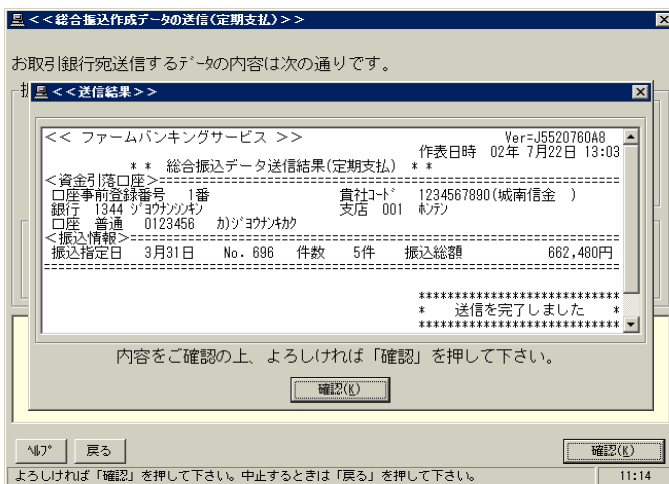 <<総合振込作成データの送信(定期支払)>>
お取引銀行宛送信するデータの内容は次の通りです。
<<送信結果>>
<< ファームバンキングサービス >> Ver=J5520760A8
作表日時 02年 7月22日 13:03
* * 総合振込データ送信結果(定期支払) * *
<資金引落口座>==================================================
口座事前登録番号 1番 貴社コード 1234567890(城南信金 )
銀行 1344 ジヨウナンシンキン 支店 001 ホンテン
口座 普通 0123456 カ)ジヨウナンキカク
<振込情報>======================================================
振込指定日 3月31日 No. 696 件数 5件 振込総額 662,480円
================================================================
****************************
* 送信を完了しました *
****************************
内容をご確認の上、よろしければ「確認」を押して下さい。
確認(K)
ヘルプ 戻る 確認(K)
よろしければ「確認」を押して下さい。中止するときは「戻る」を押して下さい。 11:14